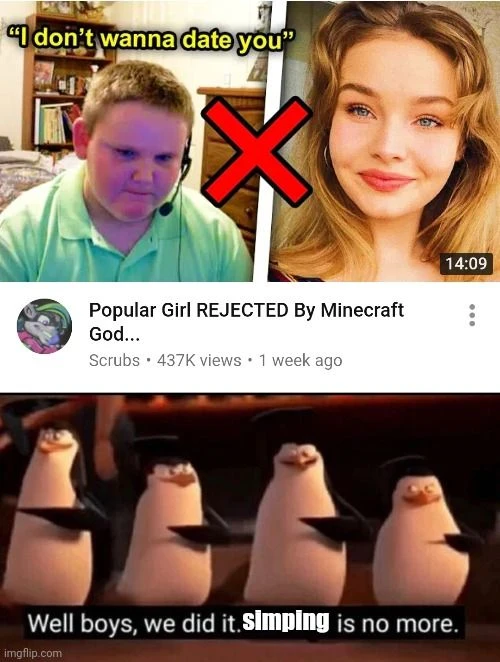 “I don't wanna date you”
14:09
Popular Girl REJECTED By Minecraft
God...
Scrubs • 437K views • 1 week ago
Well boys, we did it. simping is no more.
imgflip.com